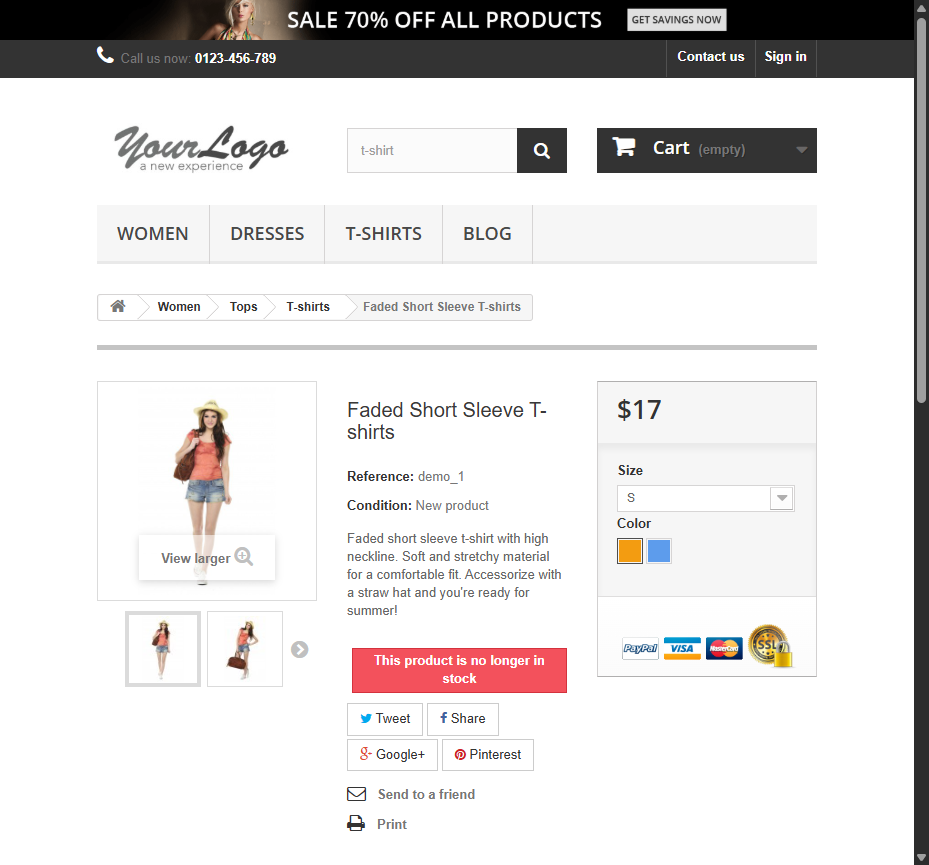 SALE 70% OFF ALL PRODUCTS GET SAVINGS NOW
Call us now: 0123-456-789 Contact us Sign in
YourLogo
a new experience
t-shirt
Cart (empty)
WOMEN DRESSES T-SHIRTS BLOG
Women Tops T-shirts Faded Short Sleeve T-shirts
View larger
Faded Short Sleeve T-
shirts
Reference: demo_1
Condition: New product
Faded short sleeve t-shirt with high
neckline. Soft and stretchy material
for a comfortable fit. Accessorize with
a straw hat and you're ready for
summer!
This product is no longer in
stock
Tweet Share
Google+ Pinterest
Send to a friend
Print
$17
Size
S
Color
PayPal VISA MasterCard SSL